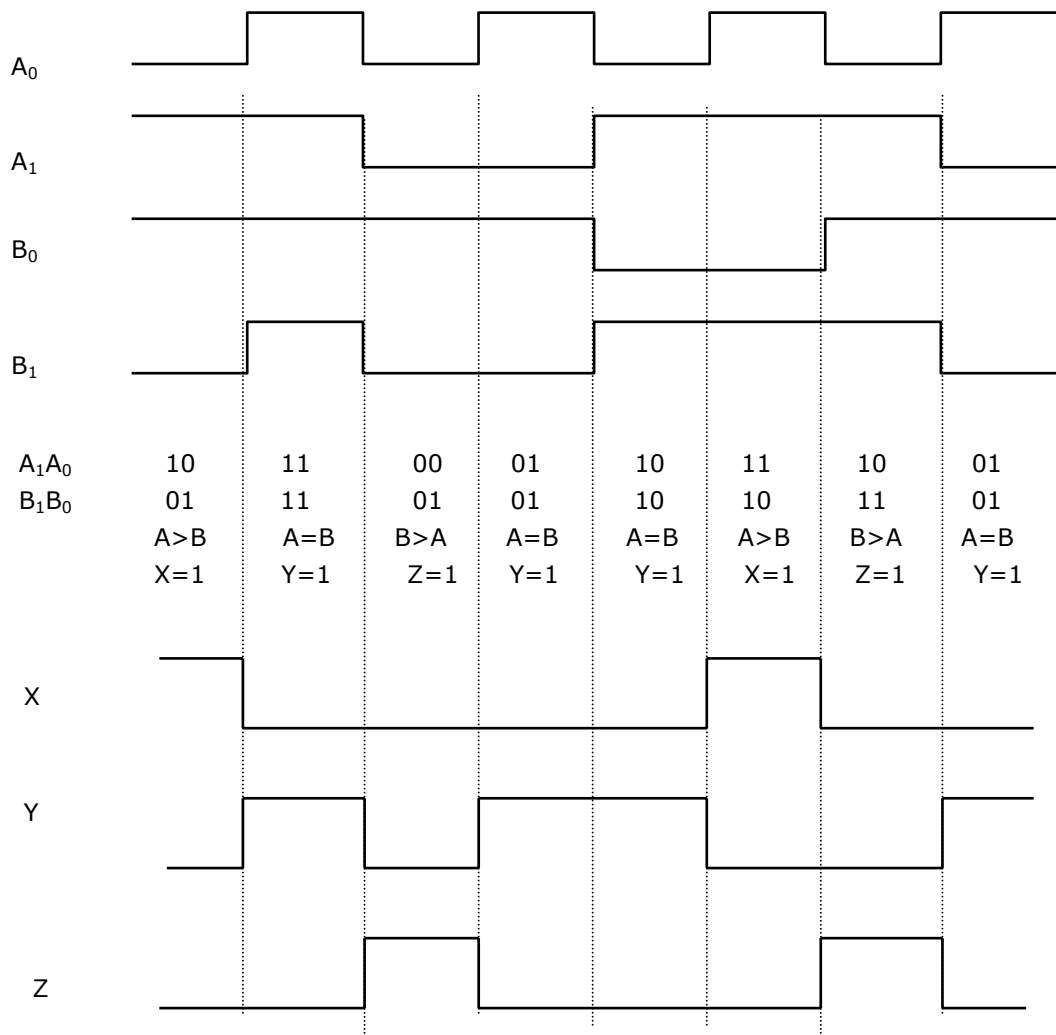 A₀
A₁
B₀
B₁
A₁A₀ 10 11 00 01 10 11 10 01
B₁B₀ 01 11 01 01 10 10 11 01
A>B A=B B>A A=B A=B A>B B>A A=B
X=1 Y=1 Z=1 Y=1 Y=1 X=1 Z=1 Y=1
X
Y
Z